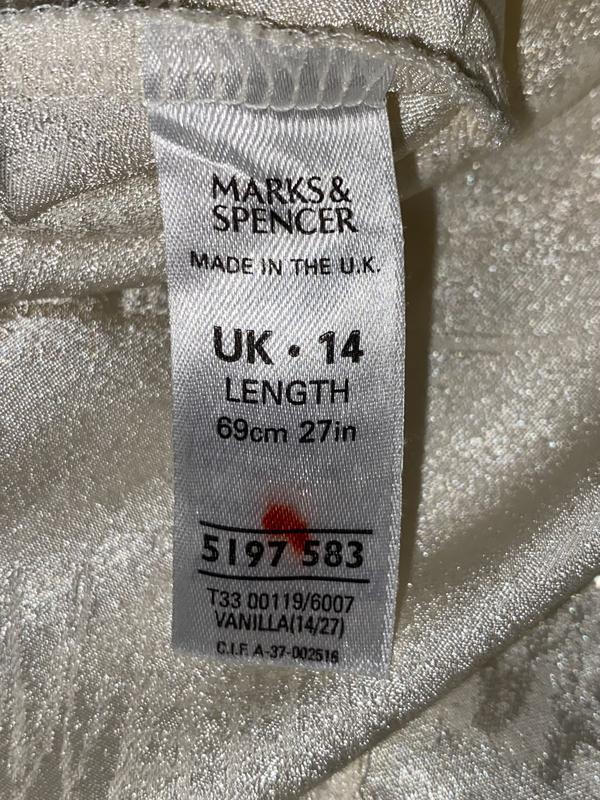 MARKS &
SPENCER
MADE IN THE U.K.
UK • 14
LENGTH
69cm 27in
5197 583
T33 00119/6007
VANILLA(14/27)
C.I.F. A-37-002516